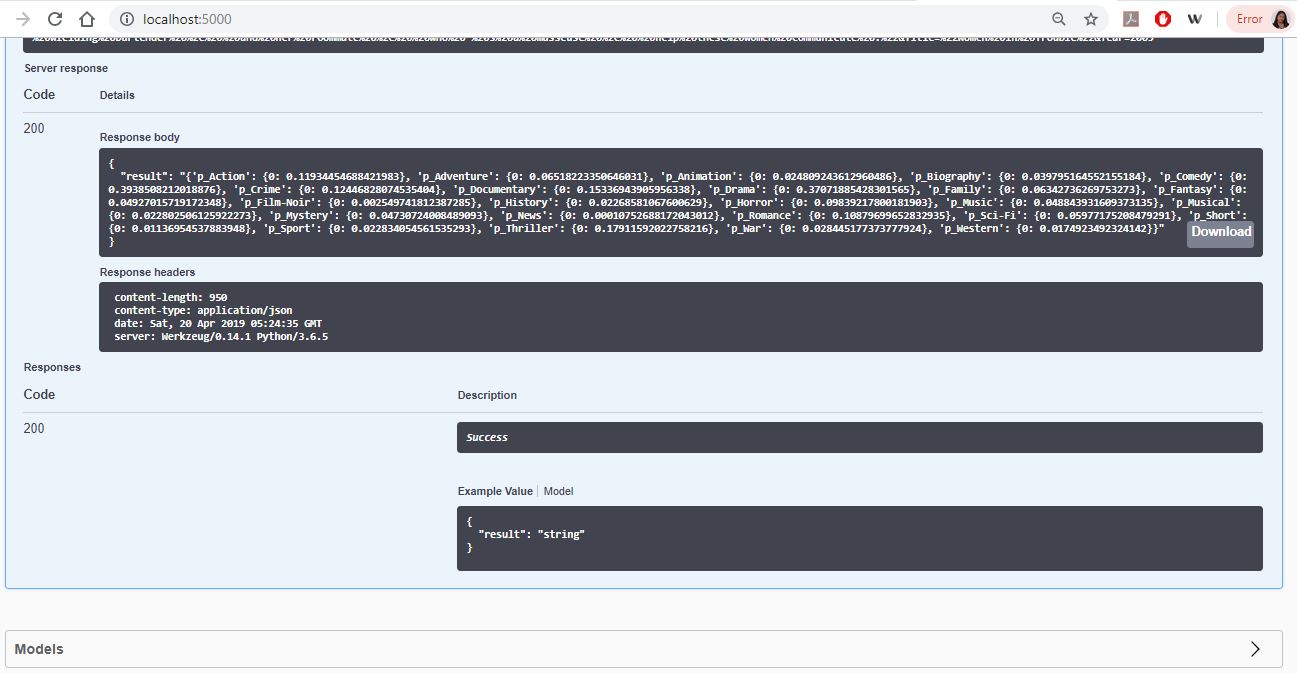 localhost:5000
Error
Server response
Code Details
200
Response body
{
"result": "{'p_Action': {0: 0.11934454688421983}, 'p_Adventure': {0: 0.06518223350646031}, 'p_Animation': {0: 0.024809243612960486}, 'p_Biography': {0: 0.039795164552155184}, 'p_Comedy': {0:
0.3938508212018876}, 'p_Crime': {0: 0.12446828074535404}, 'p_Documentary': {0: 0.15336943905956338}, 'p_Drama': {0: 0.37071885428301565}, 'p_Family': {0: 0.06342736269753273}, 'p_Fantasy': {0:
0.04927015719172348}, 'p_Film-Noir': {0: 0.002549741812387285}, 'p_History': {0: 0.02268581067600629}, 'p_Horror': {0: 0.09839217800181903}, 'p_Music': {0: 0.048843931609373135}, 'p_Musical':
{0: 0.022802506125922273}, 'p_Mystery': {0: 0.04730724008489093}, 'p_News': {0: 0.00010752688172043012}, 'p_Romance': {0: 0.10879699652832935}, 'p_Sci-Fi': {0: 0.05977175208479291}, 'p_Short':
{0: 0.01136954537883948}, 'p_Sport': {0: 0.022834054561535293}, 'p_Thriller': {0: 0.17911592022758216}, 'p_War': {0: 0.028445177373777924}, 'p_Western': {0: 0.0174923492324142}}"
}
Download
Response headers
content-length: 950
content-type: application/json
date: Sat, 20 Apr 2019 05:24:35 GMT
server: Werkzeug/0.14.1 Python/3.6.5
Responses
Code Description
200
Success
Example Value Model
{
"result": "string"
}
Models